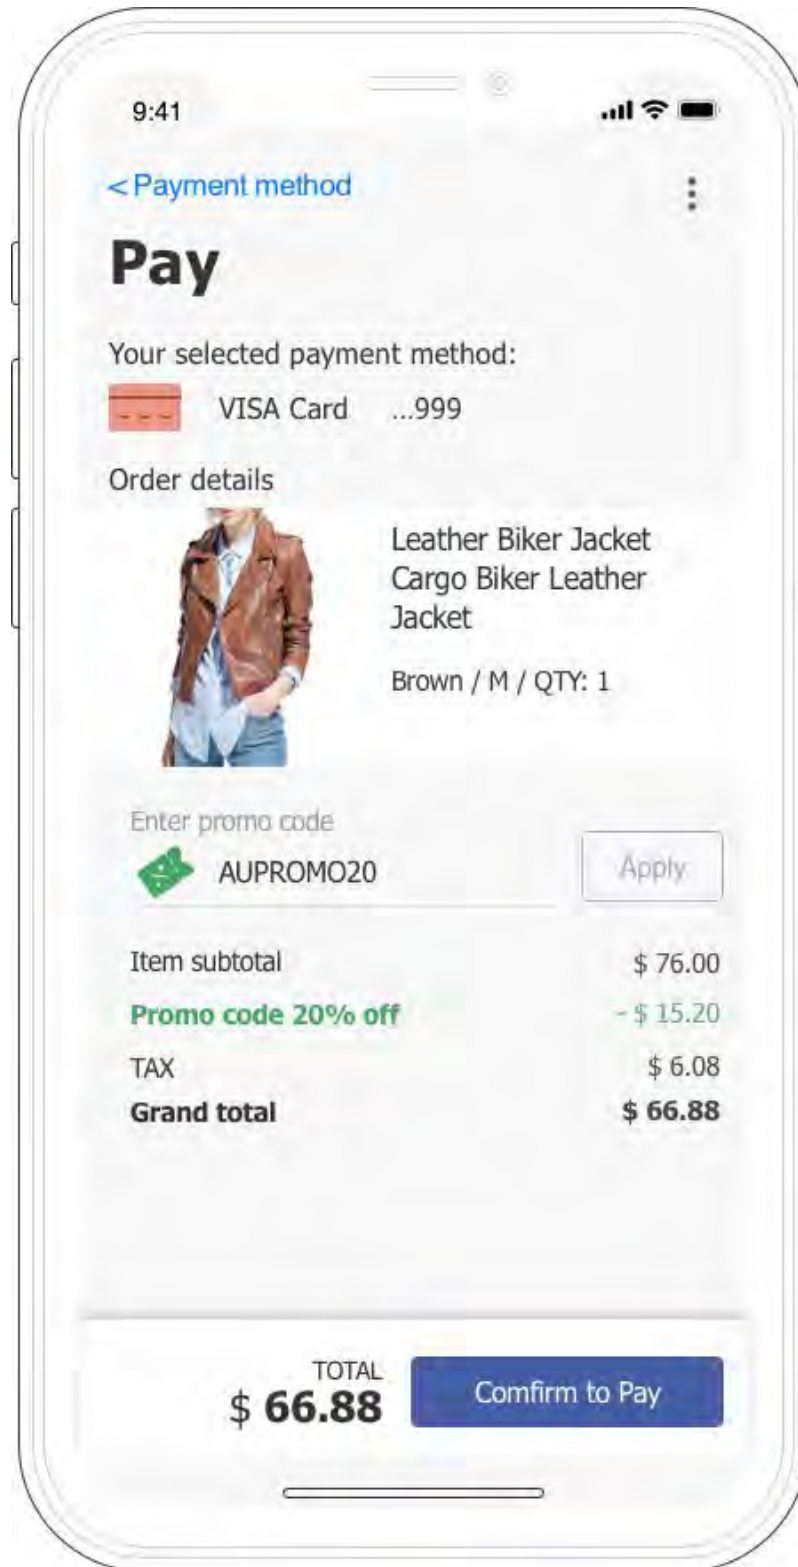 9:41
< Payment method
Pay
Your selected payment method:
VISA Card ...999
Order details
Leather Biker Jacket
Cargo Biker Leather
Jacket
Brown / M / QTY: 1
Enter promo code
AUPROMO20
Apply
Item subtotal $ 76.00
Promo code 20% off - $ 15.20
TAX $ 6.08
Grand total $ 66.88
TOTAL
$ 66.88
Comfirm to Pay